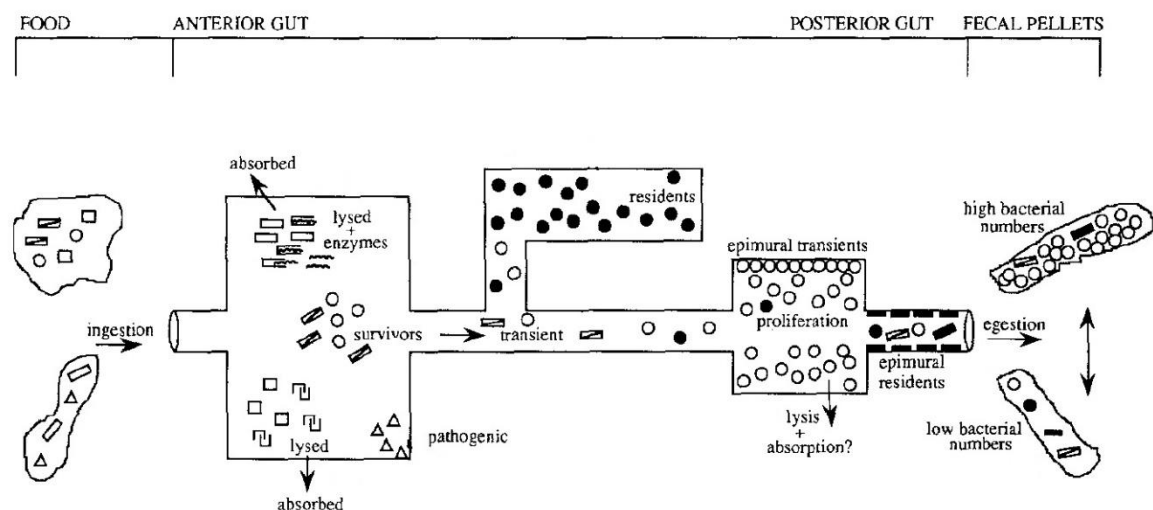 FOOD
ANTERIOR GUT
POSTERIOR GUT
FECAL PELLETS
absorbed
lysed
+
enzymes
residents
high bacterial
numbers
epimural transients
ingestion
survivors
transient
proliferation
egestion
epimural
residents
lysed
pathogenic
lysis
+
absorption?
low bacterial
numbers
absorbed